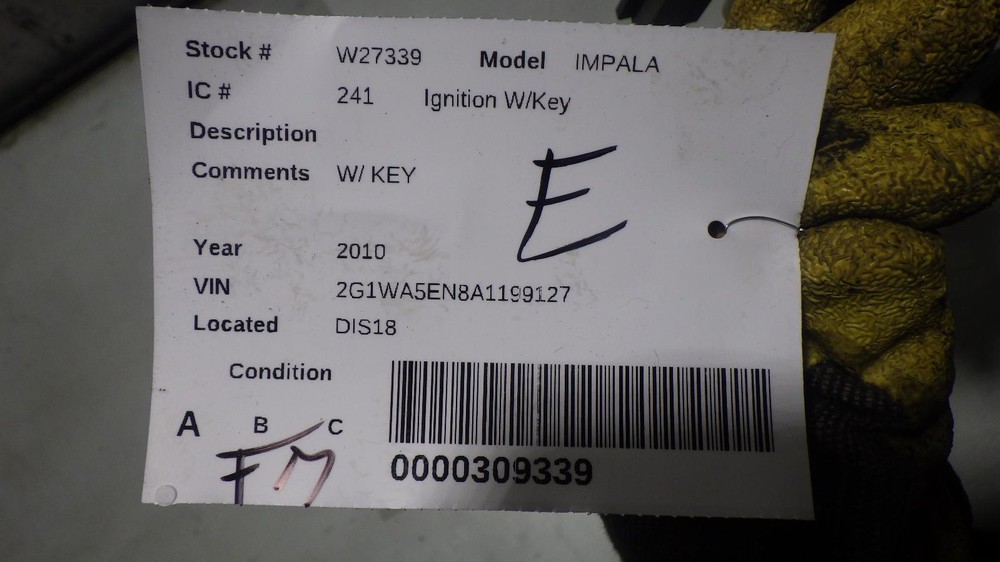 Stock # W27339 Model IMPALA
IC # 241 Ignition W/Key
Description
Comments W/ KEY
E
Year 2010
VIN 2G1WA5EN8A1199127
Located DIS18
Condition
A B C
FM
0000309339